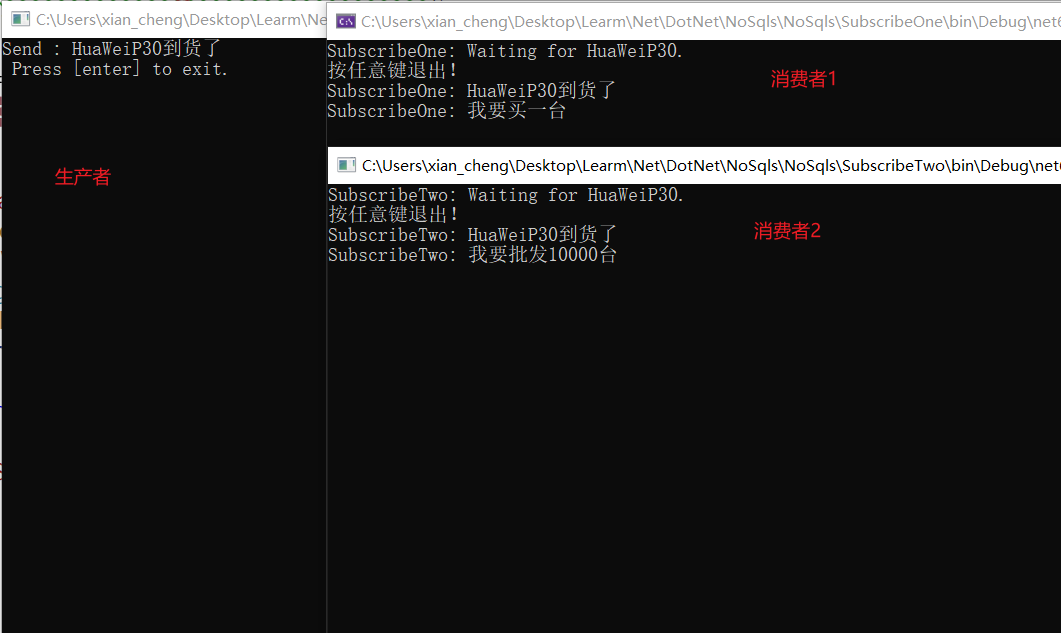 C:\Users\xian_cheng\Desktop\Learm\Ne
Send : HuaWeiP30到货了
Press [enter] to exit.
生产者
C:\Users\xian_cheng\Desktop\Learm\Net\DotNet\NoSqls\NoSqls\SubscribeOne\bin\Debug\net6
SubscribeOne: Waiting for HuaWeiP30.
按任意键退出!
SubscribeOne: HuaWeiP30到货了
SubscribeOne: 我要买一台
消费者1
C:\Users\xian_cheng\Desktop\Learm\Net\DotNet\NoSqls\NoSqls\SubscribeTwo\bin\Debug\net6
SubscribeTwo: Waiting for HuaWeiP30.
按任意键退出!
SubscribeTwo: HuaWeiP30到货了
SubscribeTwo: 我要批发10000台
消费者2